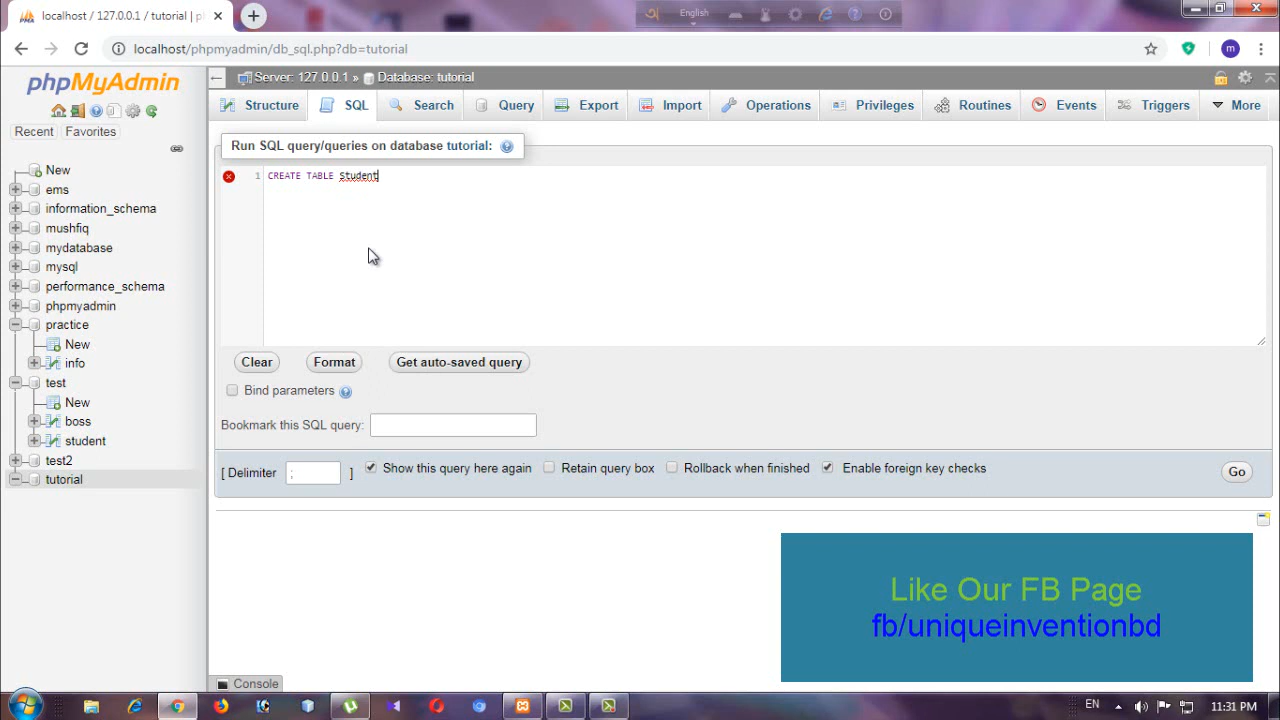 localhost / 127.0.0.1 / tutorial | p
English
localhost/phpmyadmin/db_sql.php?db=tutorial
m
phpMyAdmin
Recent
Favorites
New
ems
information_schema
mushfiq
mydatabase
mysql
performance_schema
phpmyadmin
practice
New
info
test
New
boss
student
test2
tutorial
Server: 127.0.0.1 » Database: tutorial
Structure
SQL
Search
Query
Export
Import
Operations
Privileges
Routines
Events
Triggers
More
Run SQL query/queries on database tutorial:
1 CREATE TABLE Student
Clear
Format
Get auto-saved query
Bind parameters
Bookmark this SQL query:
[ Delimiter ; ]
Show this query here again
Retain query box
Rollback when finished
Enable foreign key checks
Go
Like Our FB Page
fb/uniqueinventionbd
Console
EN
11:31 PM